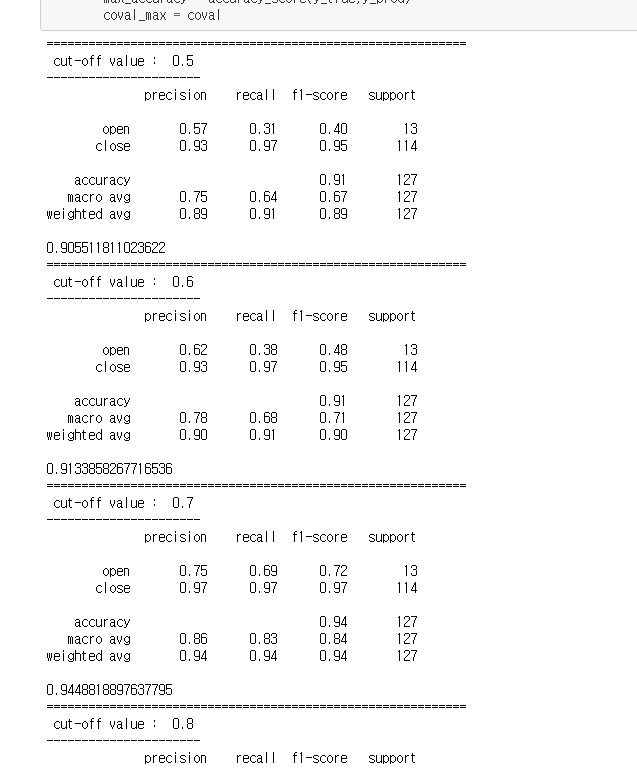 coval_max = coval
cut-off value :  0.5
precision    recall  f1-score   support
open       0.57      0.31      0.40        13
close       0.93      0.97      0.95       114
accuracy                           0.91       127
macro avg       0.75      0.64      0.67       127
weighted avg       0.89      0.91      0.89       127
0.905511811023622
cut-off value :  0.6
precision    recall  f1-score   support
open       0.62      0.38      0.48        13
close       0.93      0.97      0.95       114
accuracy                           0.91       127
macro avg       0.78      0.68      0.71       127
weighted avg       0.90      0.91      0.90       127
0.9133858267716536
cut-off value :  0.7
precision    recall  f1-score   support
open       0.75      0.69      0.72        13
close       0.97      0.97      0.97       114
accuracy                           0.94       127
macro avg       0.86      0.83      0.84       127
weighted avg       0.94      0.94      0.94       127
0.9448818897637795
cut-off value :  0.8
precision    recall  f1-score   support